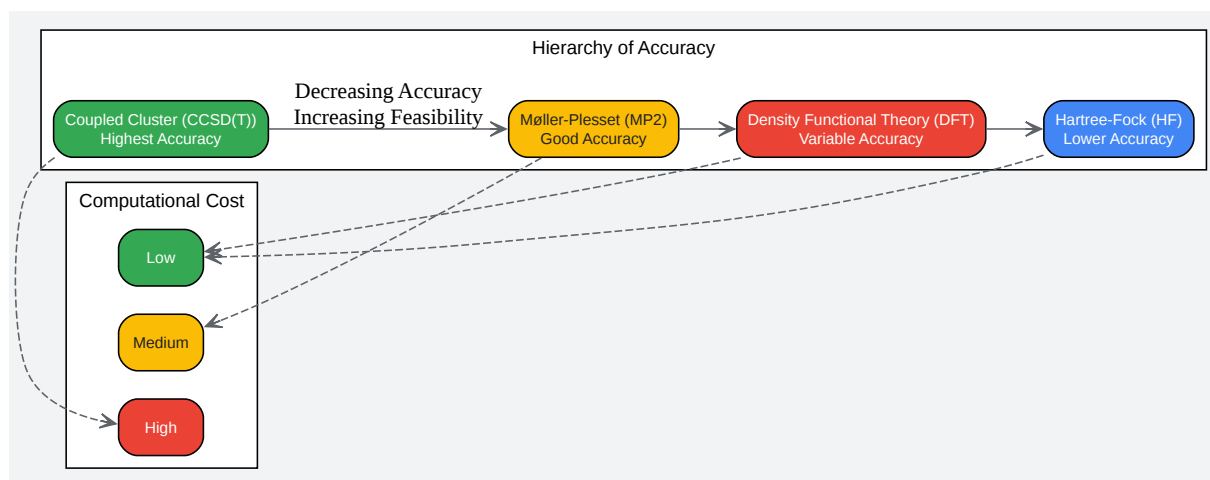 Hierarchy of Accuracy
Decreasing Accuracy
Increasing Feasibility
Coupled Cluster (CCSD(T))
Highest Accuracy
Møller-Plesset (MP2)
Good Accuracy
Density Functional Theory (DFT)
Variable Accuracy
Hartree-Fock (HF)
Lower Accuracy
Computational Cost
Low
Medium
High